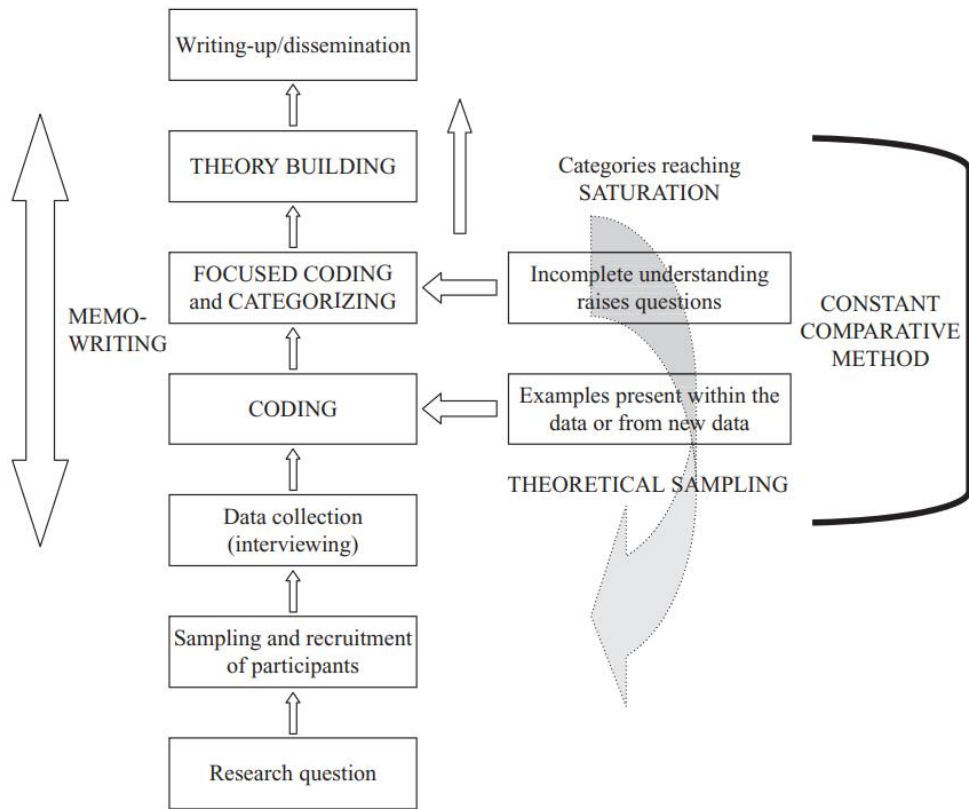 Writing-up/dissemination
THEORY BUILDING
Categories reaching
SATURATION
FOCUSED CODING
and CATEGORIZING
Incomplete understanding
raises questions
MEMO-
WRITING
CONSTANT
COMPARATIVE
METHOD
CODING
Examples present within the
data or from new data
THEORETICAL SAMPLING
Data collection
(interviewing)
Sampling and recruitment
of participants
Research question